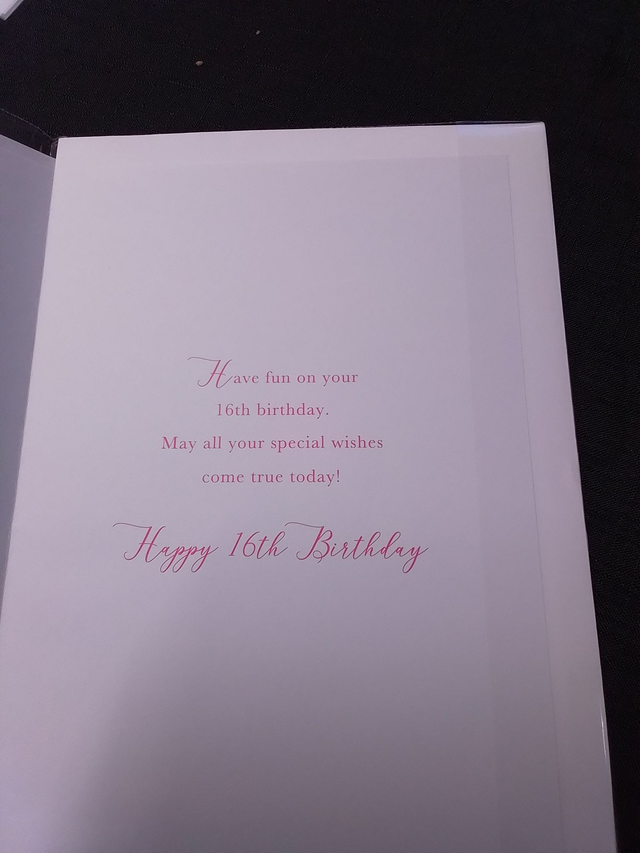 Have fun on your
16th birthday.
May all your special wishes
come true today!
Happy 16th Birthday